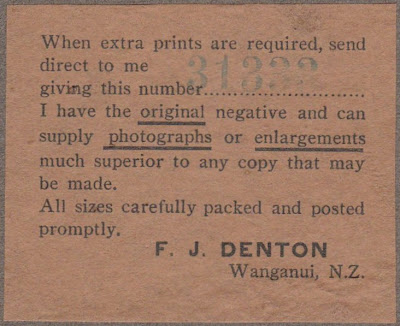 When extra prints are required, send
direct to me
giving this number 31322
I have the original negative and can
supply photographs or enlargements
much superior to any copy that may
be made.
All sizes carefully packed and posted
promptly.
F. J. DENTON
Wanganui, N.Z.